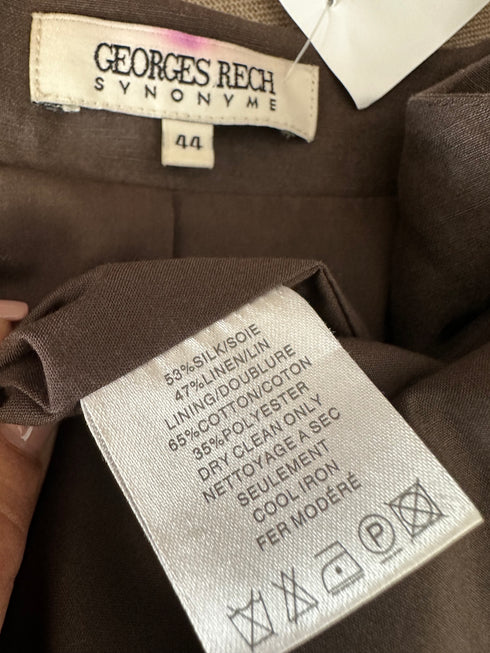 GEORGES RECH
SYNONYME
44
53%SILK/SOIE
47%LINEN/LIN
LINING/DOUBLURE
65%COTTON/COTON
35%POLYESTER
DRY CLEAN ONLY
NETTOYAGE A SEC
SEULEMENT
COOL IRON
FER MODÉRÉ
P